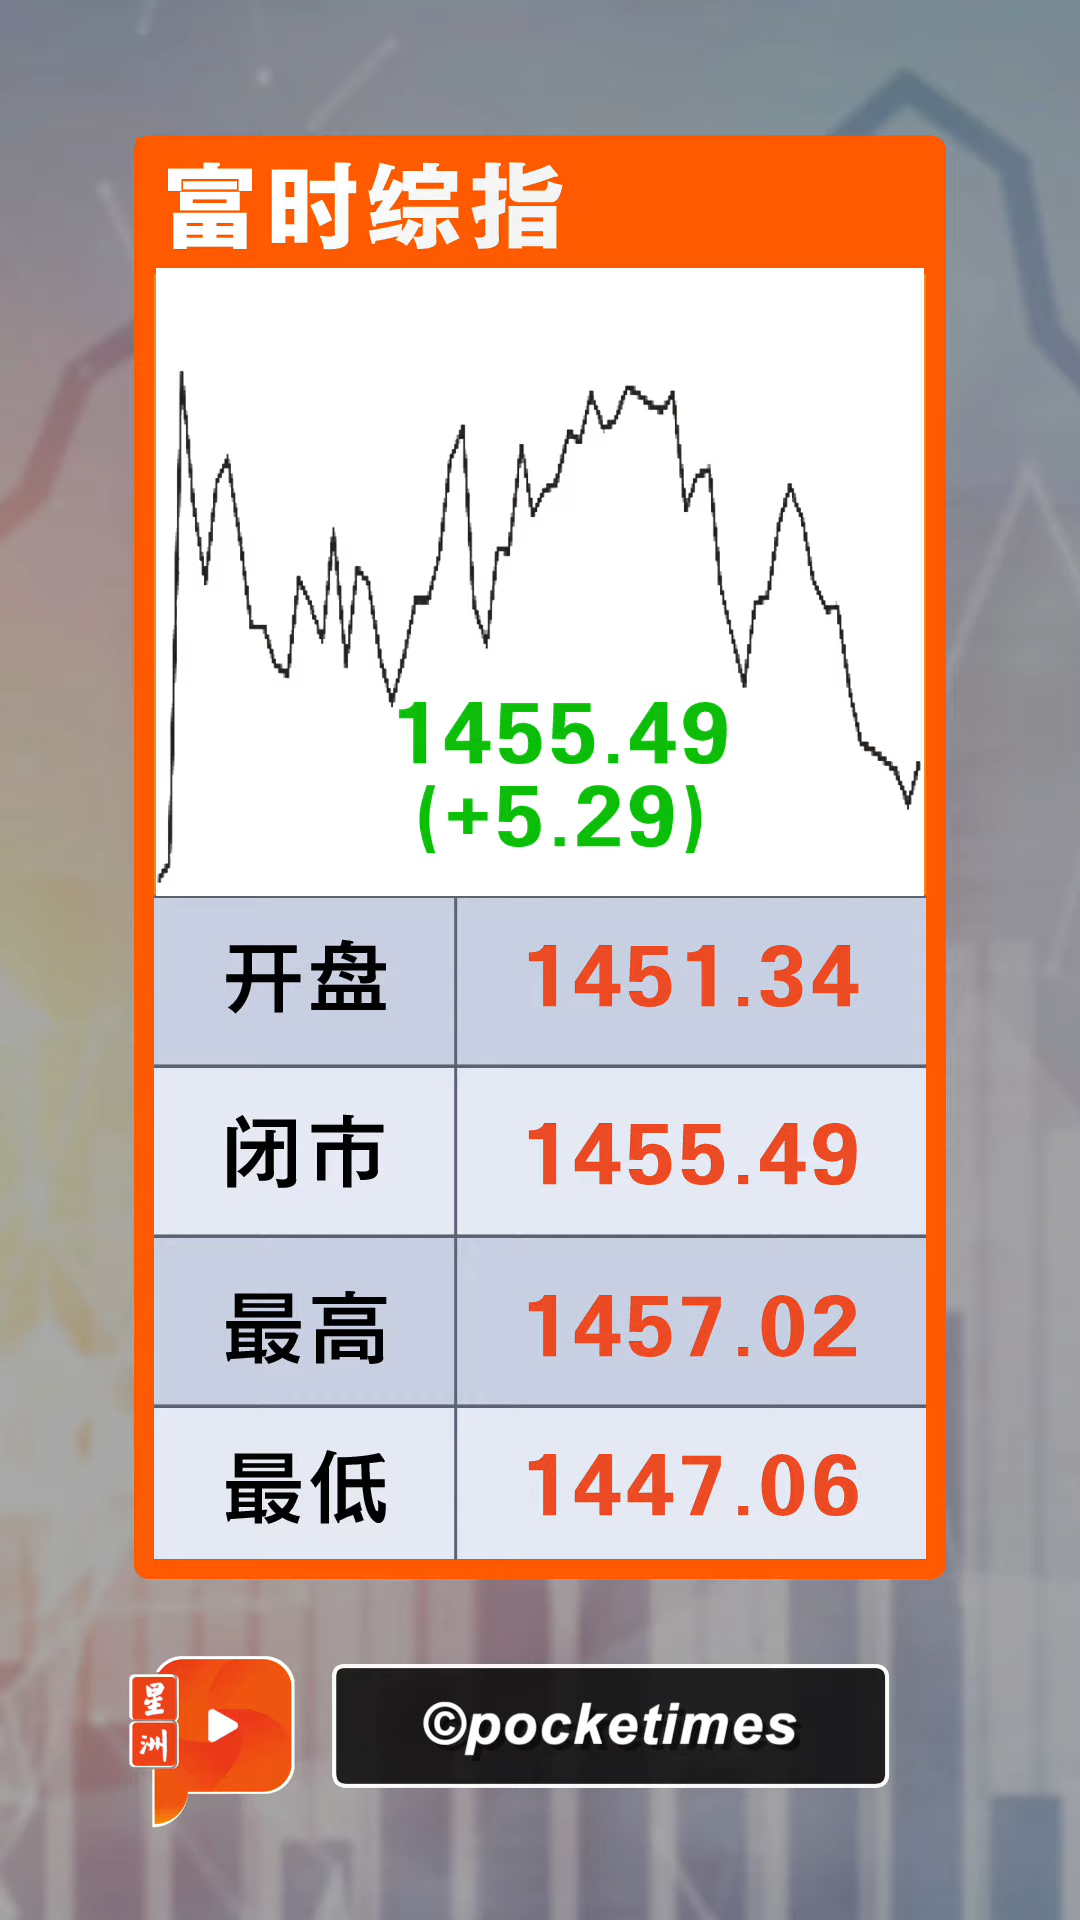 富时综指
1455.49
(+5.29)
开盘 1451.34
闭市 1455.49
最高 1457.02
最低 1447.06
星洲
©pocketimes